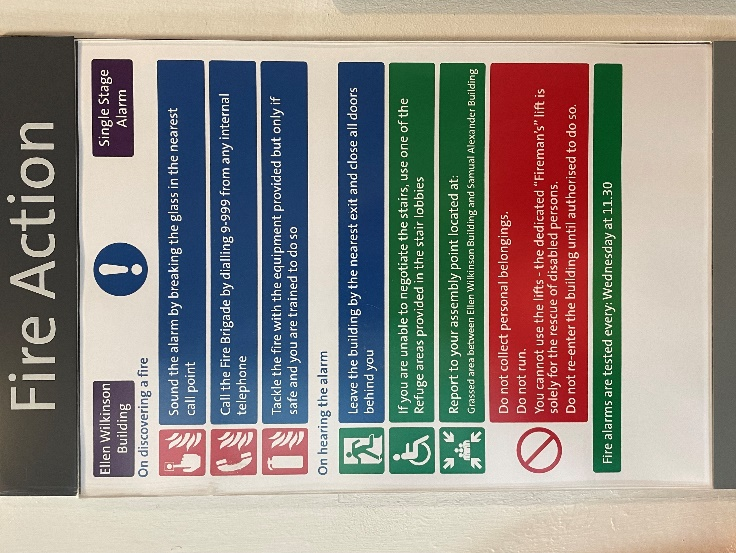 Fire Action
Ellen Wilkinson
Building
Single Stage
Alarm
On discovering a fire
Sound the alarm by breaking the glass in the nearest
call point
Call the Fire Brigade by dialling 9-999 from any internal
telephone
Tackle the fire with the equipment provided but only if
safe and you are trained to do so
On hearing the alarm
Leave the building by the nearest exit and close all doors
behind you
If you are unable to negotiate the stairs, use one of the
Refuge areas provided in the stair lobbies
Report to your assembly point located at:
Grassed area between Ellen Wilkinson Building and Samual Alexander Building
Do not collect personal belongings.
Do not run.
You cannot use the lifts - the dedicated "Fireman's" lift is
solely for the rescue of disabled persons.
Do not re-enter the building until authorised to do so.
Fire alarms are tested every: Wednesday at 11.30